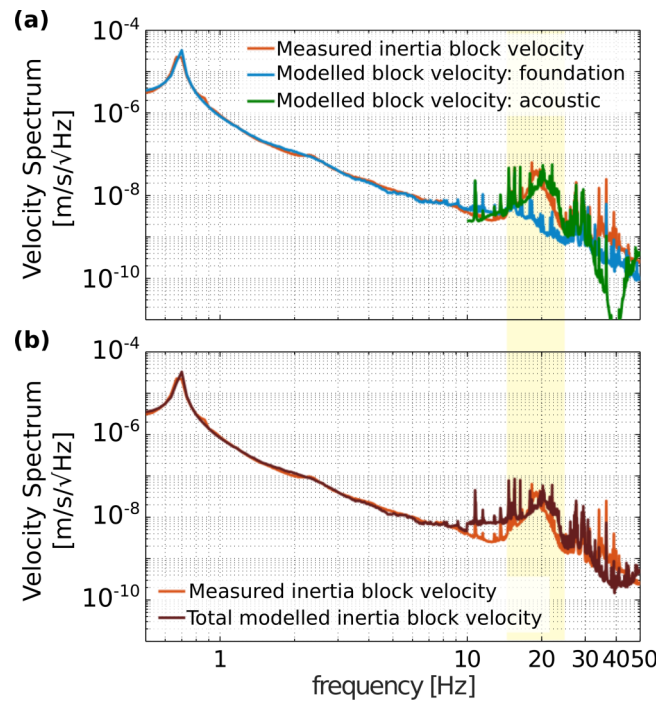 (a)
10⁻⁴
Measured inertia block velocity
Modelled block velocity: foundation
Modelled block velocity: acoustic
10⁻⁶
10⁻⁸
10⁻¹⁰
Velocity Spectrum
[m/s/√Hz]
(b)
10⁻⁴
10⁻⁶
10⁻⁸
10⁻¹⁰
Velocity Spectrum
[m/s/√Hz]
Measured inertia block velocity
Total modelled inertia block velocity
1 10 20 30 40 50
frequency [Hz]